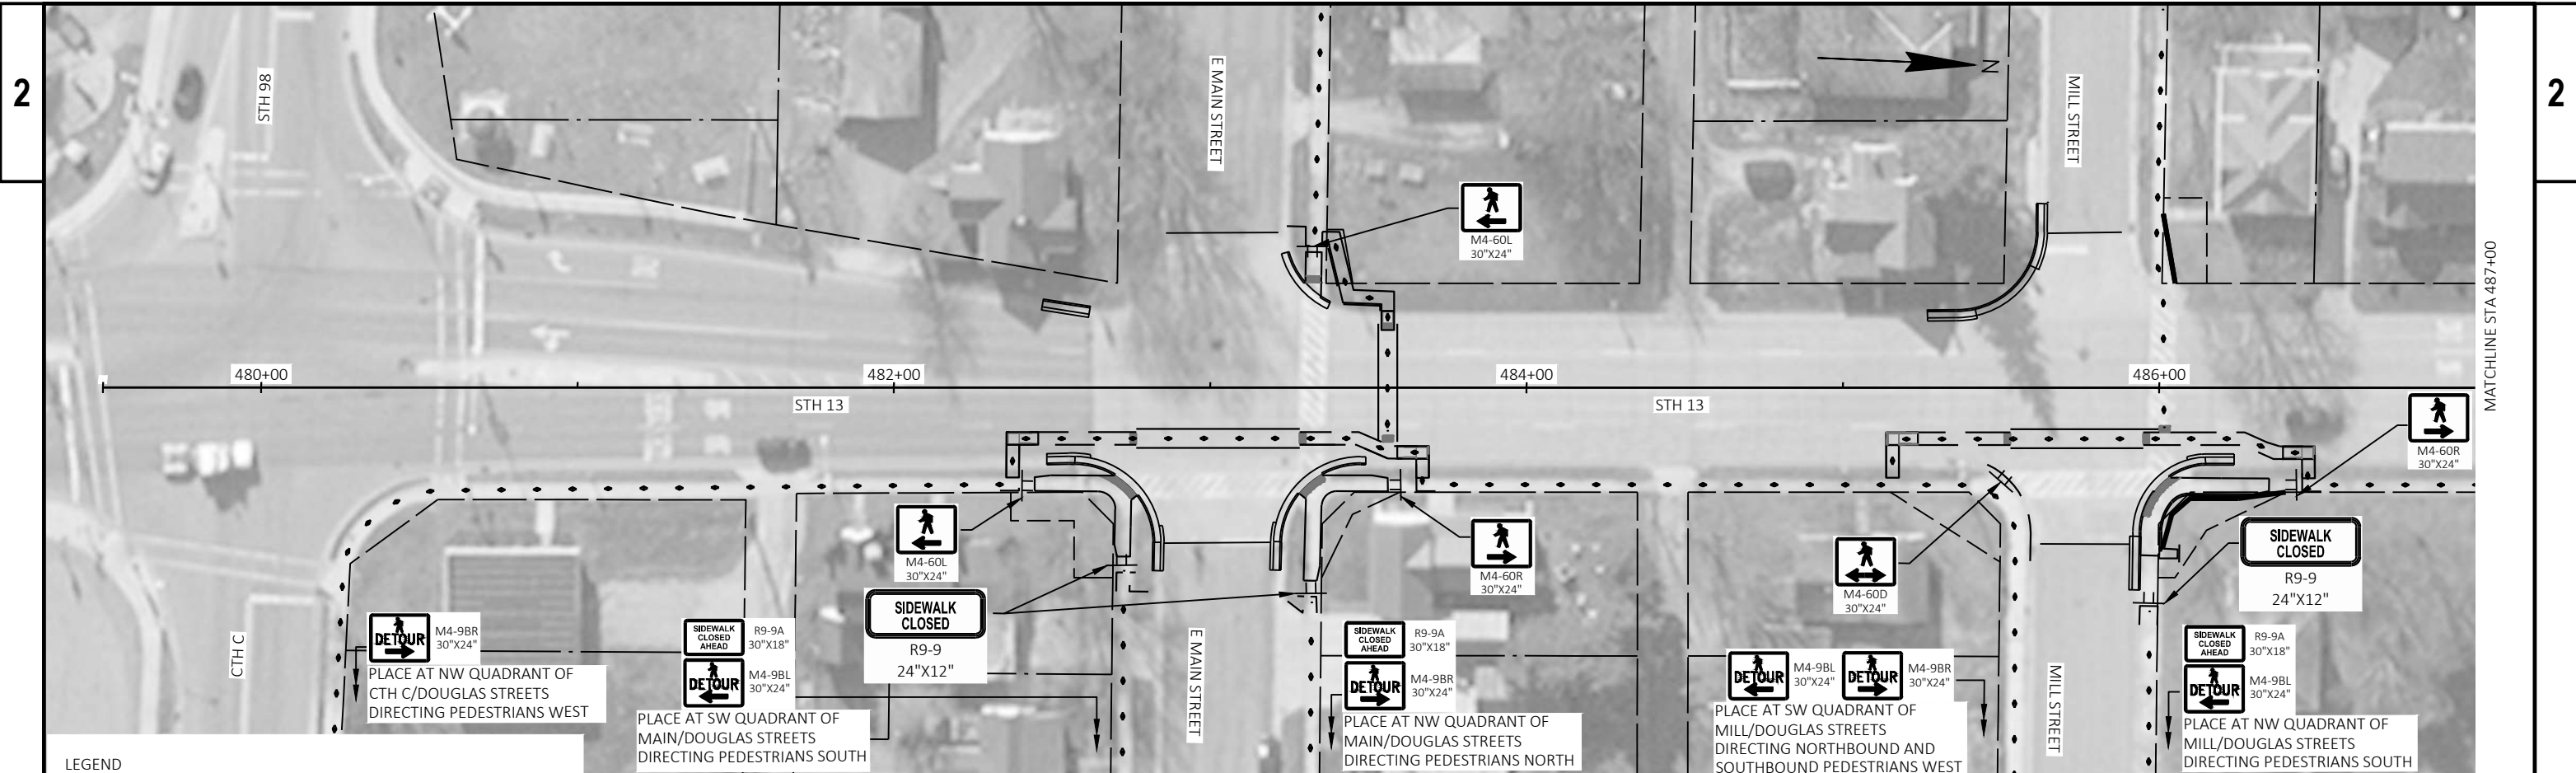 2
2
STH 98
E MAIN STREET
MILL STREET
N
M4-60L
30"X24"
MATCHLINE STA 487+00
480+00
482+00
484+00
486+00
STH 13
STH 13
M4-60R
30"X24"
M4-60L
30"X24"
SIDEWALK
CLOSED
R9-9
24"X12"
M4-60R
30"X24"
M4-60D
30"X24"
SIDEWALK
CLOSED
R9-9
24"X12"
CTH C
DETOUR
M4-9BR
30"X24"
PLACE AT NW QUADRANT OF
CTH C/DOUGLAS STREETS
DIRECTING PEDESTRIANS WEST
SIDEWALK
CLOSED
AHEAD
R9-9A
30"X18"
DETOUR
M4-9BL
30"X24"
PLACE AT SW QUADRANT OF
MAIN/DOUGLAS STREETS
DIRECTING PEDESTRIANS SOUTH
E MAIN STREET
SIDEWALK
CLOSED
AHEAD
R9-9A
30"X18"
DETOUR
M4-9BR
30"X24"
PLACE AT NW QUADRANT OF
MAIN/DOUGLAS STREETS
DIRECTING PEDESTRIANS NORTH
DETOUR
M4-9BL
30"X24"
DETOUR
M4-9BR
30"X24"
PLACE AT SW QUADRANT OF
MILL/DOUGLAS STREETS
DIRECTING NORTHBOUND AND
SOUTHBOUND PEDESTRIANS WEST
MILL STREET
SIDEWALK
CLOSED
AHEAD
R9-9A
30"X18"
DETOUR
M4-9BL
30"X24"
PLACE AT NW QUADRANT OF
MILL/DOUGLAS STREETS
DIRECTING PEDESTRIANS SOUTH
LEGEND